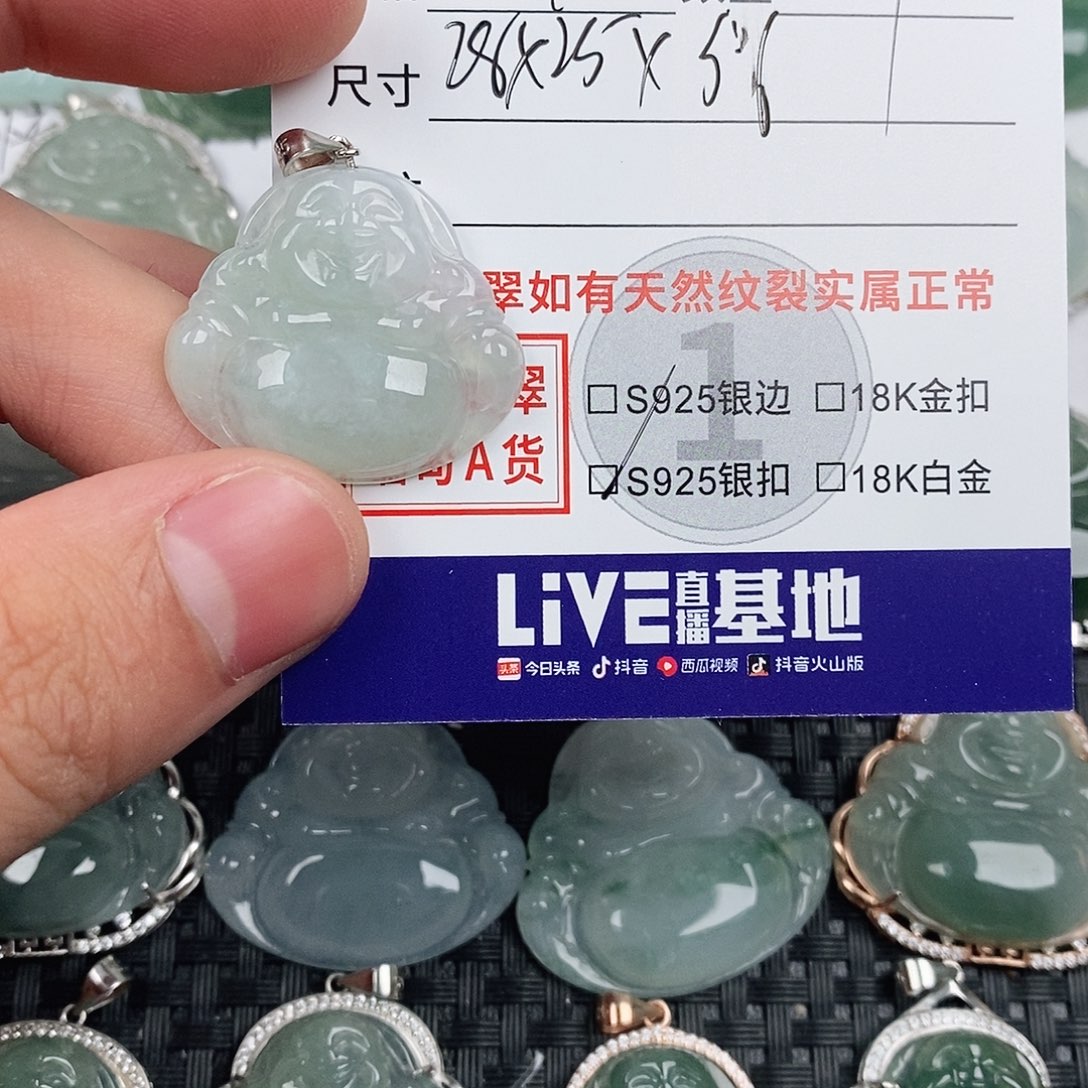 尺寸 28X25X5.6
翠如有天然纹裂实属正常
1
翠
A货
□S925银边 □18K金扣
□S925银扣 □18K白金
LiVE直播基地
头条 今日头条 抖音 西瓜视频 抖音火山版